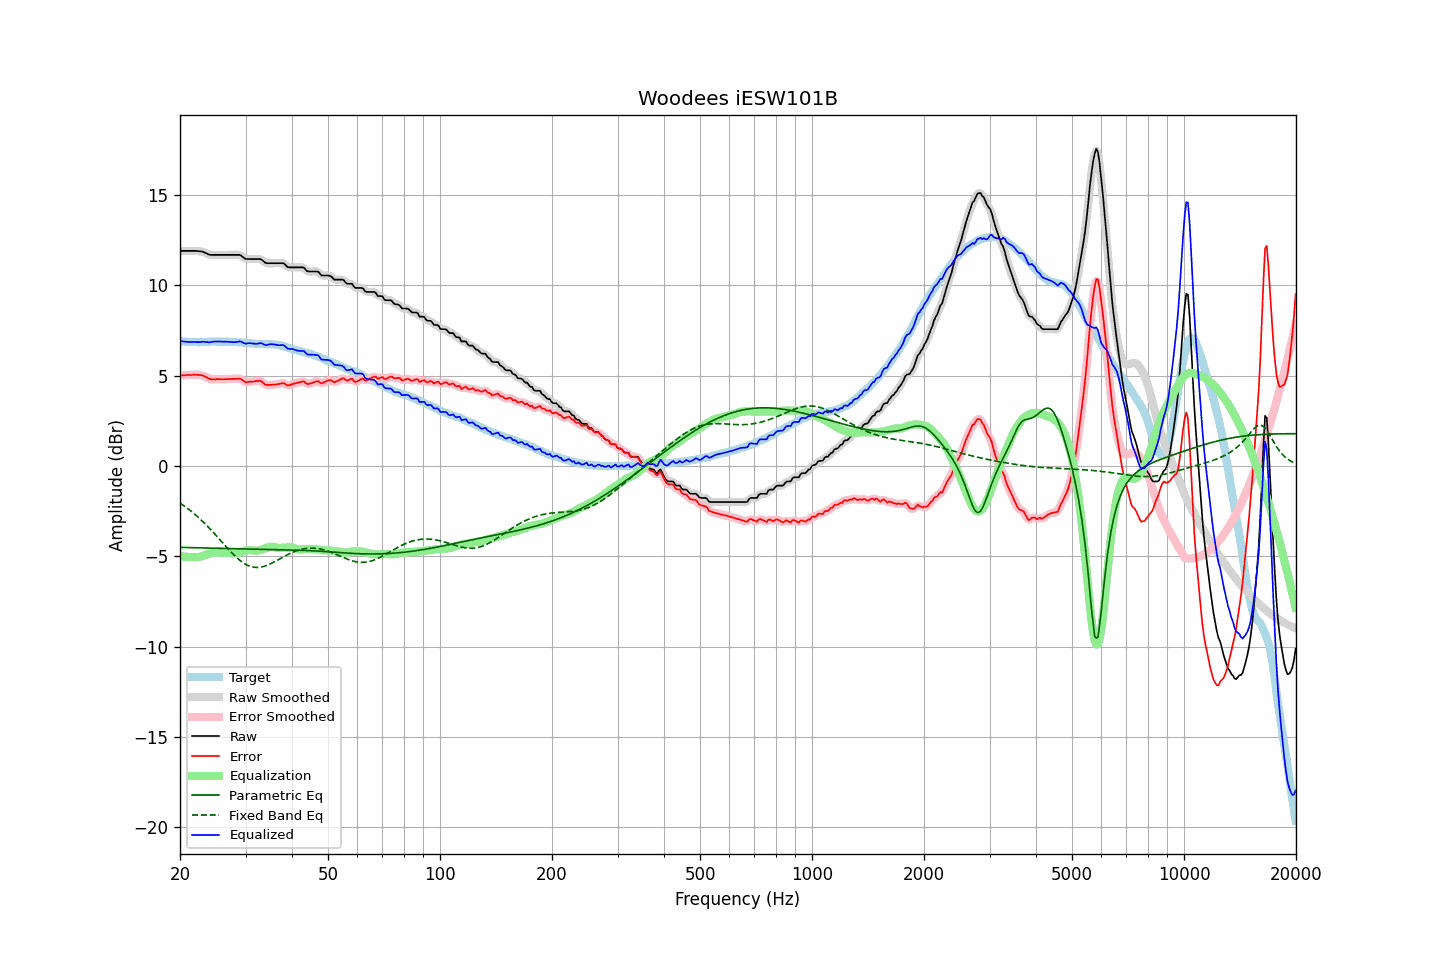 Woodees iESW101B
Amplitude (dBr)
15
10
5
0
−5
−10
−15
−20
Target
Raw Smoothed
Error Smoothed
Raw
Error
Equalization
Parametric Eq
Fixed Band Eq
Equalized
20 50 100 200 500 1000 2000 5000 10000 20000
Frequency (Hz)